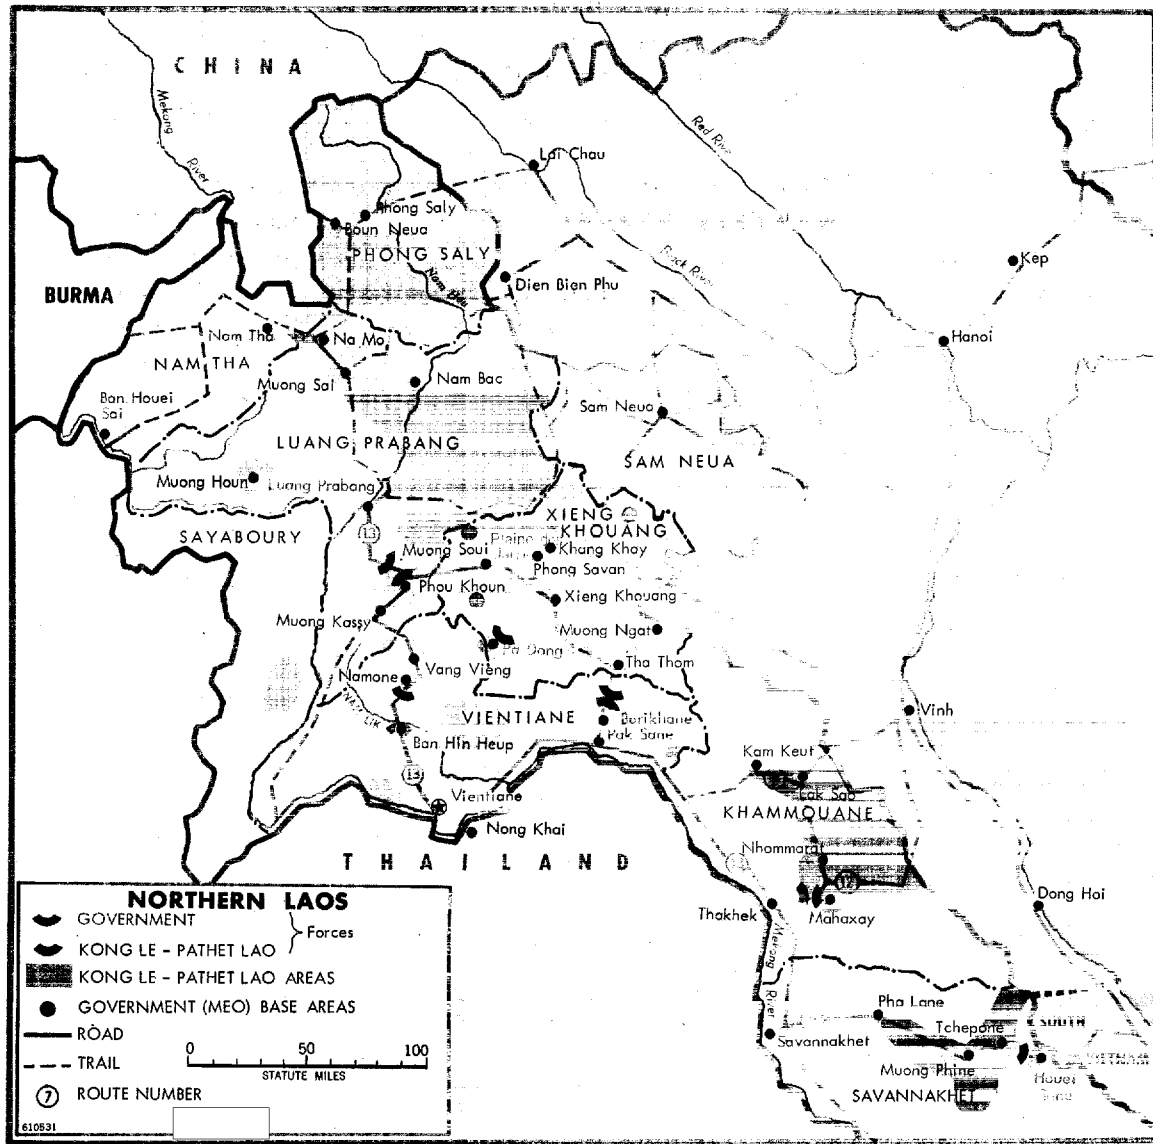 CHINA
Mekong
River
Red River
Lai Chau
Phong Saly
Boun Neua
PHONG SALY
Black River
Kep
Dien Bien Phu
BURMA
Nam Tha
Na Mo
Hanoi
NAM THA
Muong Sai
Nam Bac
Ban Houei
Sai
Sam Neua
LUANG PRABANG
SAM NEUA
Muong Houn
Luang Prabang
XIENG
KHOUANG
SAYABOURY
13
Muong Soui
Khang Khay
Phong Savan
Phou Khoun
Xieng Khouang
Muong Kassy
Muong Ngat
Pa Dong
Vang Vieng
Tha Thom
Namone
NAM LIK
VIENTIANE
Borikhane
Vinh
Ban Hin Heup
Pak Sane
Kam Keut
13
Vientiane
Lak Sao
KHAMMOUANE
Nong Khai
THAILAND
Nhommarat
13
12
Thakhek
Mahaxay
Dong Hoi
Mekong
River
Pha Lane
Tchepone
SOUTH
VIETNAM
Savannakhet
Muong Phine
Houei
SAVANNAKHET
NORTHERN LAOS
GOVERNMENT
Forces
KONG LE - PATHET LAO
KONG LE - PATHET LAO AREAS
GOVERNMENT (MEO) BASE AREAS
ROAD
TRAIL
0 50 100
STATUTE MILES
7 ROUTE NUMBER
610531